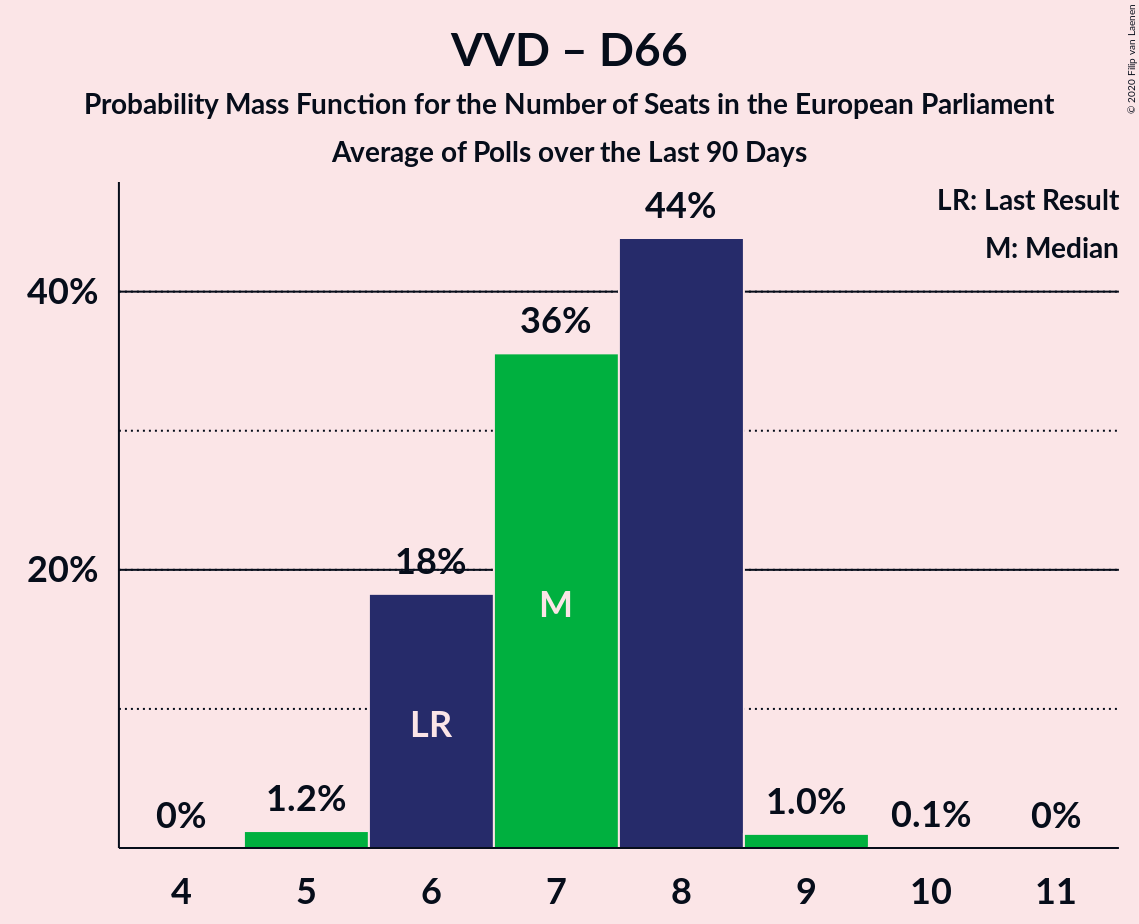 VVD – D66
Probability Mass Function for the Number of Seats in the European Parliament
Average of Polls over the Last 90 Days
© 2020 Filip van Laenen
LR: Last Result
M: Median
44%
40%
36%
20%
18%
M
LR
0%
1.2%
1.0%
0.1%
0%
4 5 6 7 8 9 10 11